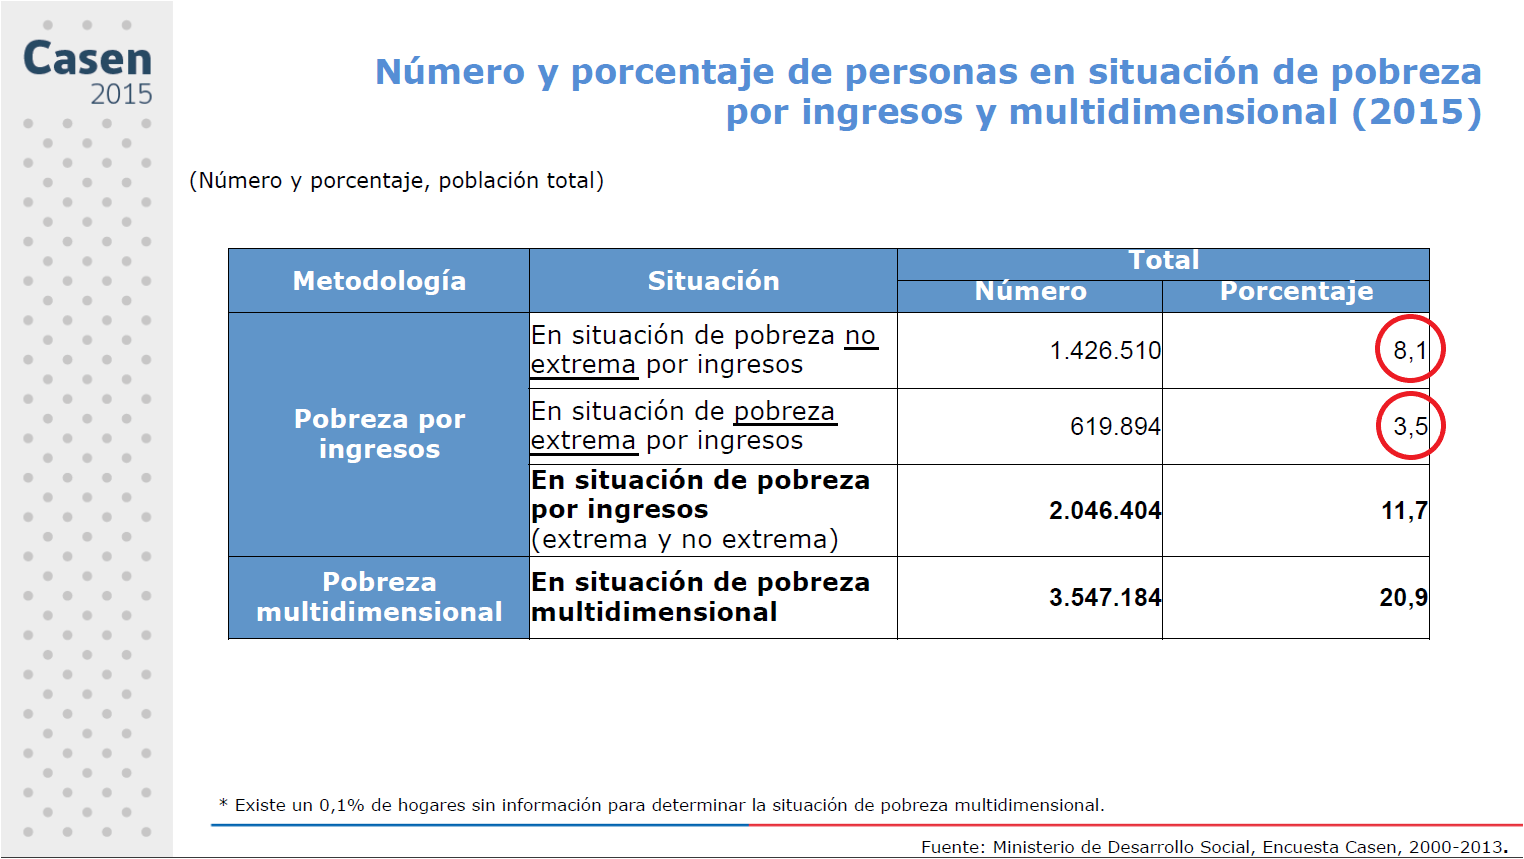 Casen
2015
Número y porcentaje de personas en situación de pobreza
por ingresos y multidimensional (2015)
(Número y porcentaje, población total)
Metodología
Situación
Total
Número
Porcentaje
Pobreza por
ingresos
En situación de pobreza no
extrema por ingresos
1.426.510
8,1
En situación de pobreza
extrema por ingresos
619.894
3,5
En situación de pobreza
por ingresos
(extrema y no extrema)
2.046.404
11,7
Pobreza
multidimensional
En situación de pobreza
multidimensional
3.547.184
20,9
* Existe un 0,1% de hogares sin información para determinar la situación de pobreza multidimensional.
Fuente: Ministerio de Desarrollo Social, Encuesta Casen, 2000-2013.